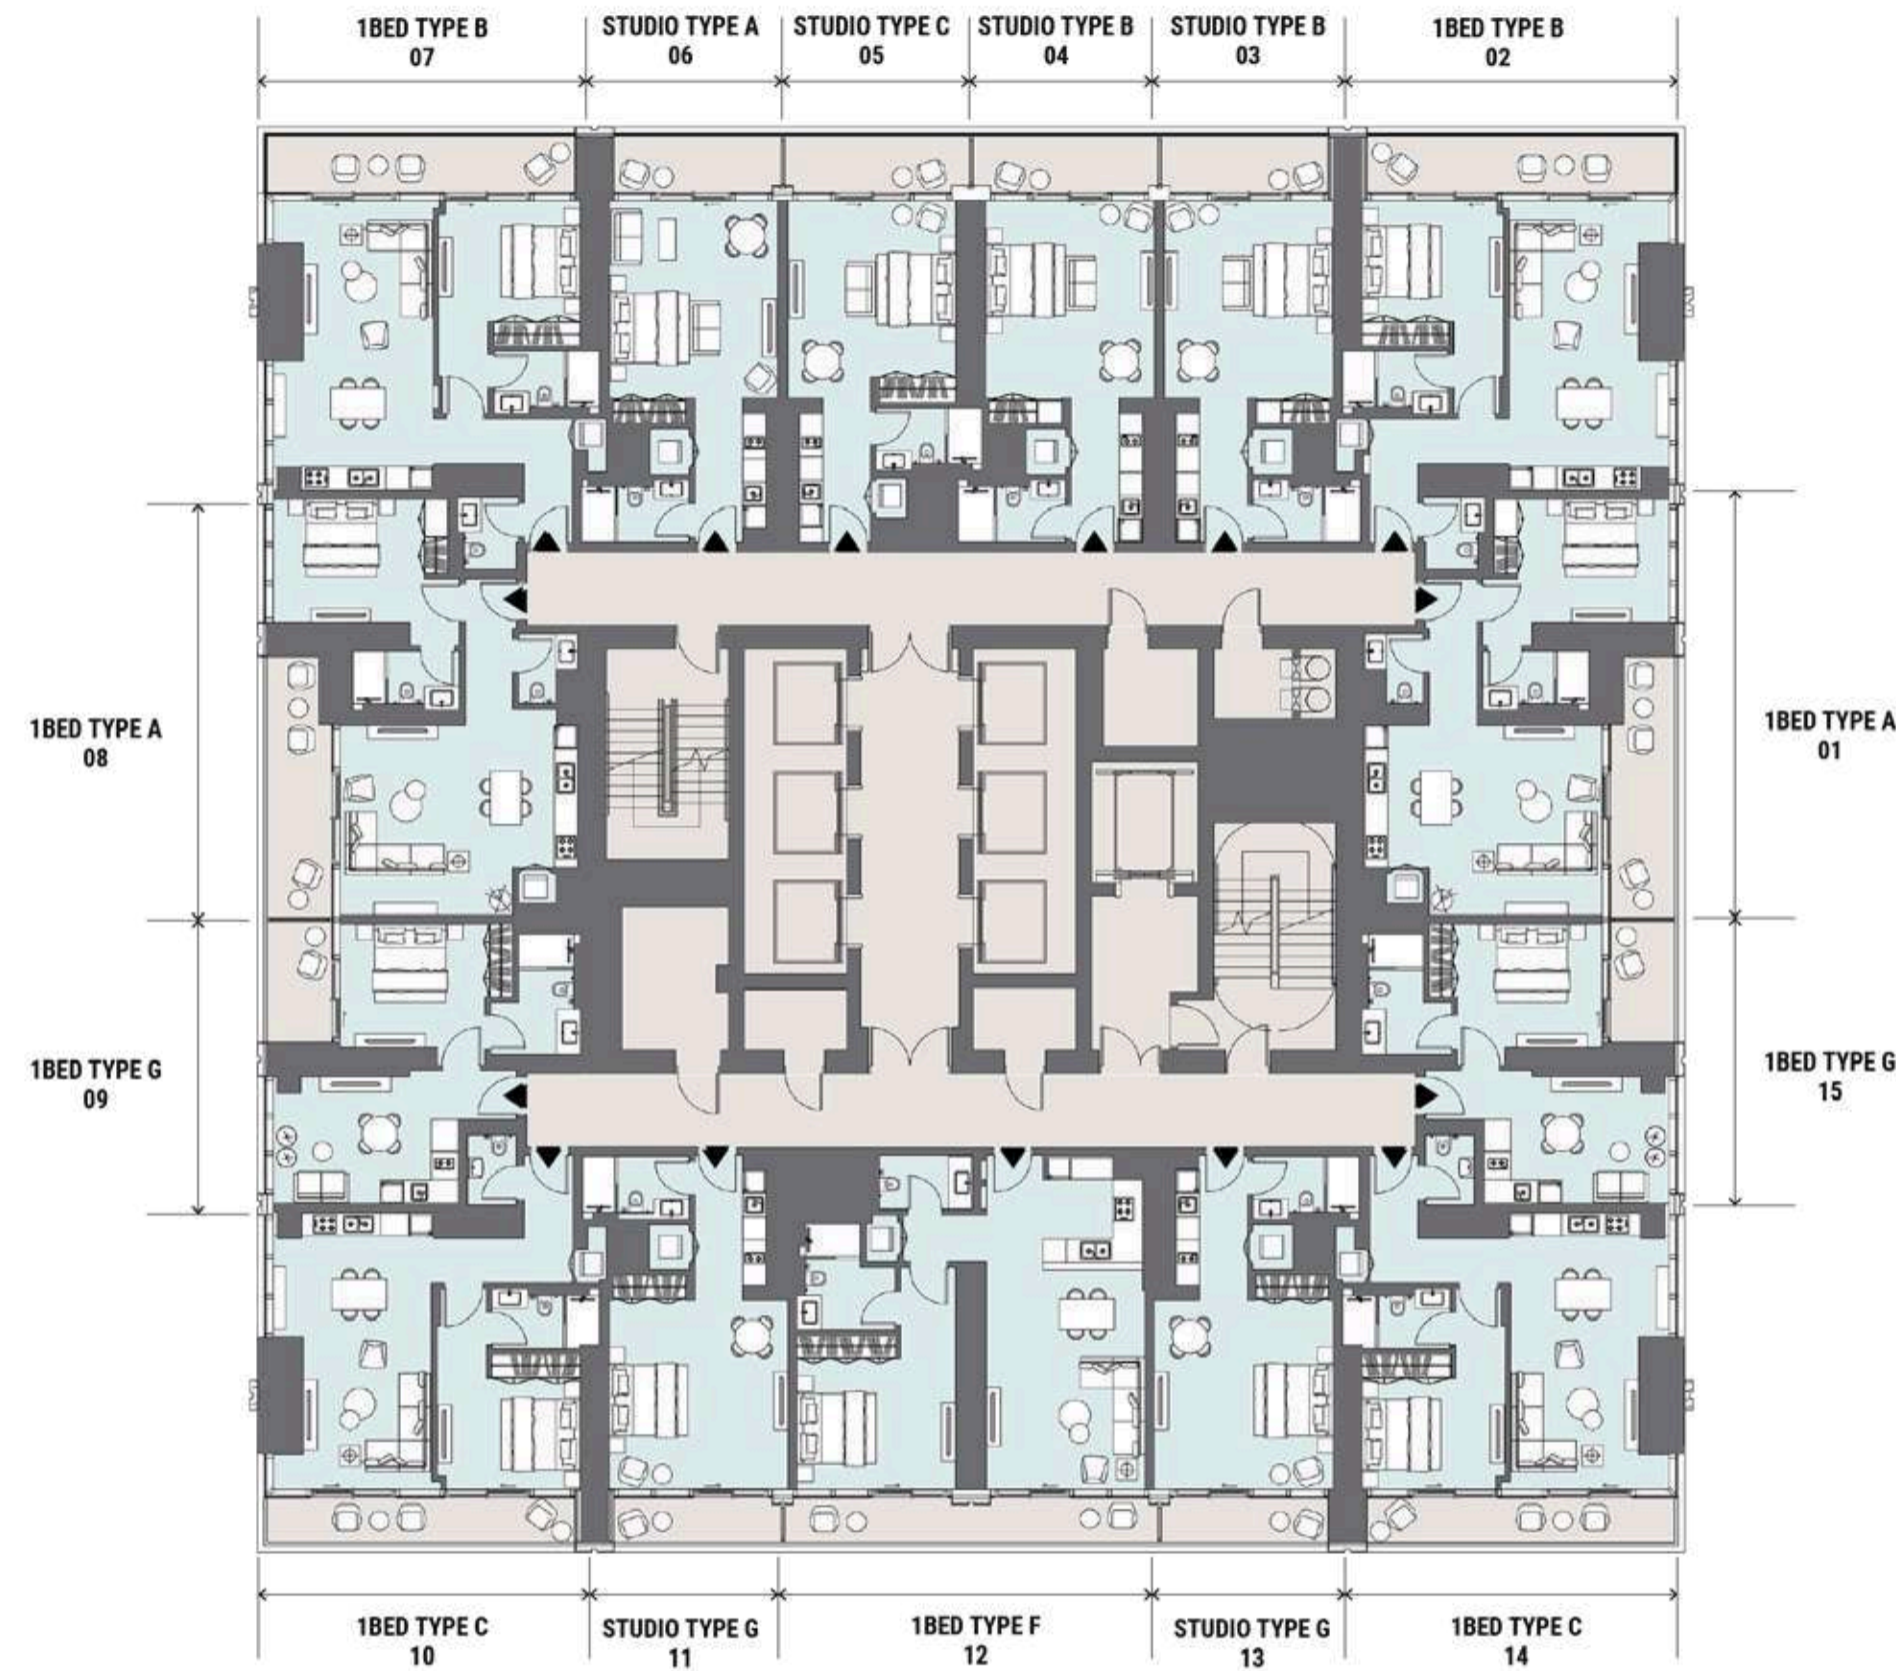 1BED TYPE B
07
STUDIO TYPE A
06
STUDIO TYPE C
05
STUDIO TYPE B
04
STUDIO TYPE B
03
1BED TYPE B
02
1BED TYPE A
08
1BED TYPE A
01
1BED TYPE G
09
1BED TYPE G
15
1BED TYPE C
10
STUDIO TYPE G
11
1BED TYPE F
12
STUDIO TYPE G
13
1BED TYPE C
14